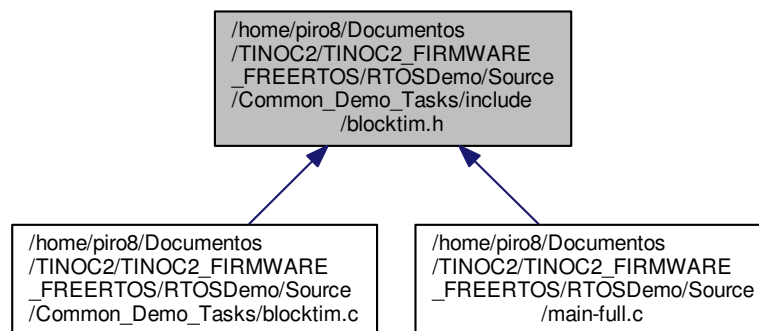 /home/piro8/Documentos
/TINOC2/TINOC2_FIRMWARE
_FREERTOS/RTOSDemo/Source
/Common_Demo_Tasks/include
/blocktim.h
/home/piro8/Documentos
/TINOC2/TINOC2_FIRMWARE
_FREERTOS/RTOSDemo/Source
/Common_Demo_Tasks/blocktim.c
/home/piro8/Documentos
/TINOC2/TINOC2_FIRMWARE
_FREERTOS/RTOSDemo/Source
/main-full.c